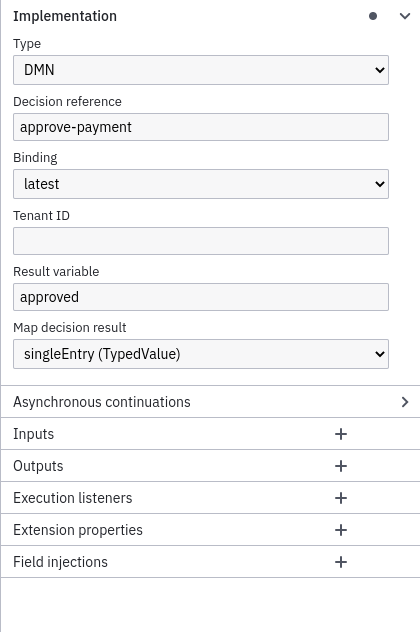 Implementation
Type
DMN
Decision reference
approve-payment
Binding
latest
Tenant ID
Result variable
approved
Map decision result
singleEntry (TypedValue)
Asynchronous continuations
Inputs
Outputs
Execution listeners
Extension properties
Field injections